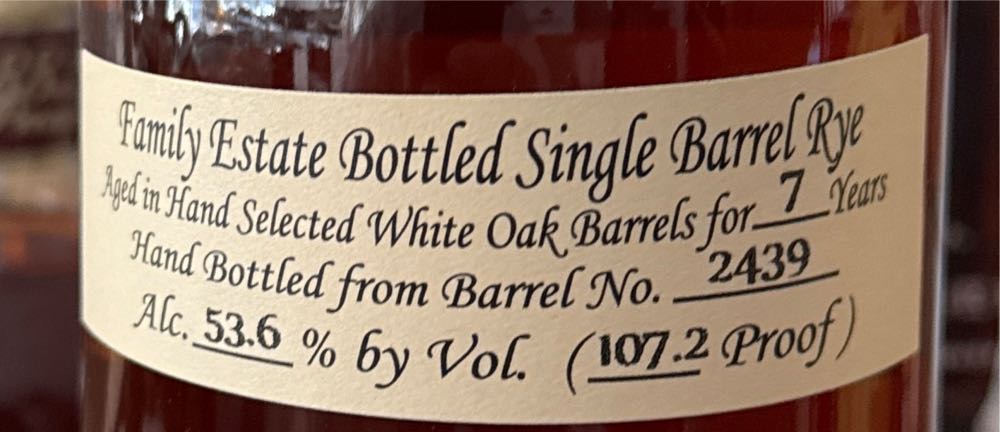 Family Estate Bottled Single Barrel Rye
Aged in Hand Selected White Oak Barrels for 7 Years
Hand Bottled from Barrel No. 2439
Alc. 53.6 % by Vol. (107.2 Proof)